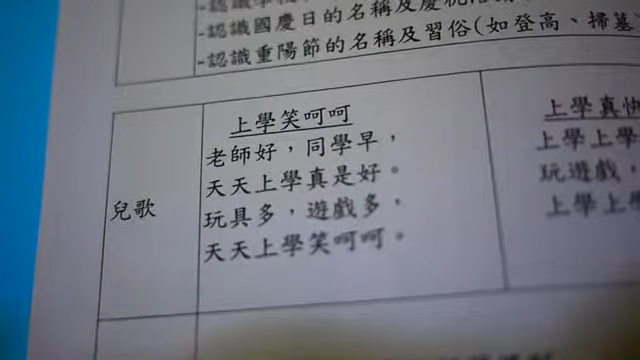 -認識國慶日的名稱及慶祝
-認識重陽節的名稱及習俗(如登高、掃墓
兒歌
上學笑呵呵
老師好，同學早，
天天上學真是好。
玩具多，遊戲多，
天天上學笑呵呵。
上學真快
上學上學
玩遊戲，
上學上學